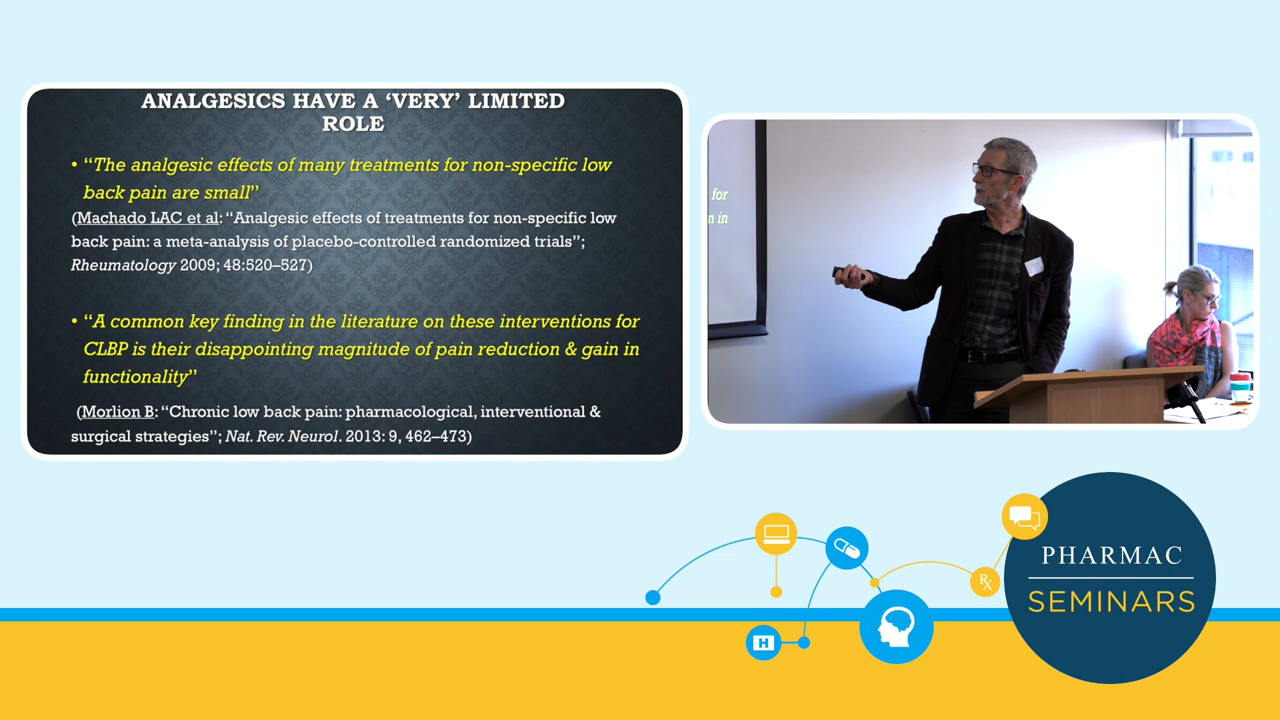 ANALGESICS HAVE A ‘VERY’ LIMITED
ROLE
• “The analgesic effects of many treatments for non-specific low
back pain are small”
(Machado LAC et al: “Analgesic effects of treatments for non-specific low
back pain: a meta-analysis of placebo-controlled randomized trials”;
Rheumatology 2009; 48:520–527)
• “A common key finding in the literature on these interventions for
CLBP is their disappointing magnitude of pain reduction & gain in
functionality”
(Morlion B: “Chronic low back pain: pharmacological, interventional &
surgical strategies”; Nat. Rev. Neurol. 2013: 9, 462–473)
for
n in
PHARMAC
SEMINARS
Rx
H